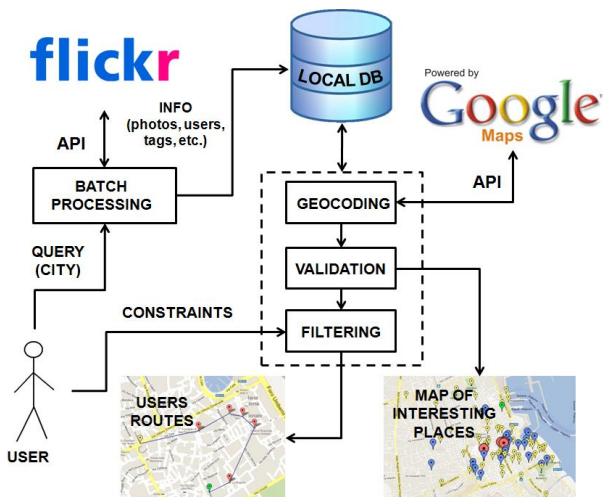 flickr
LOCAL DB
Powered by
Google
Maps
INFO
(photos, users,
tags, etc.)
API
BATCH
PROCESSING
GEOCODING
API
QUERY
(CITY)
VALIDATION
CONSTRAINTS
FILTERING
USERS
ROUTES
MAP OF
INTERESTING
PLACES
USER